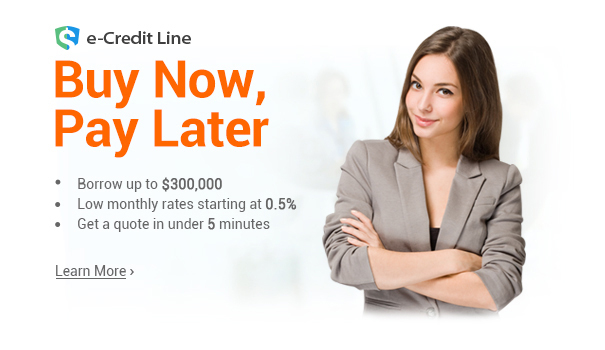 e-Credit Line
Buy Now,
Pay Later
• Borrow up to $300,000
• Low monthly rates starting at 0.5%
• Get a quote in under 5 minutes
Learn More ›